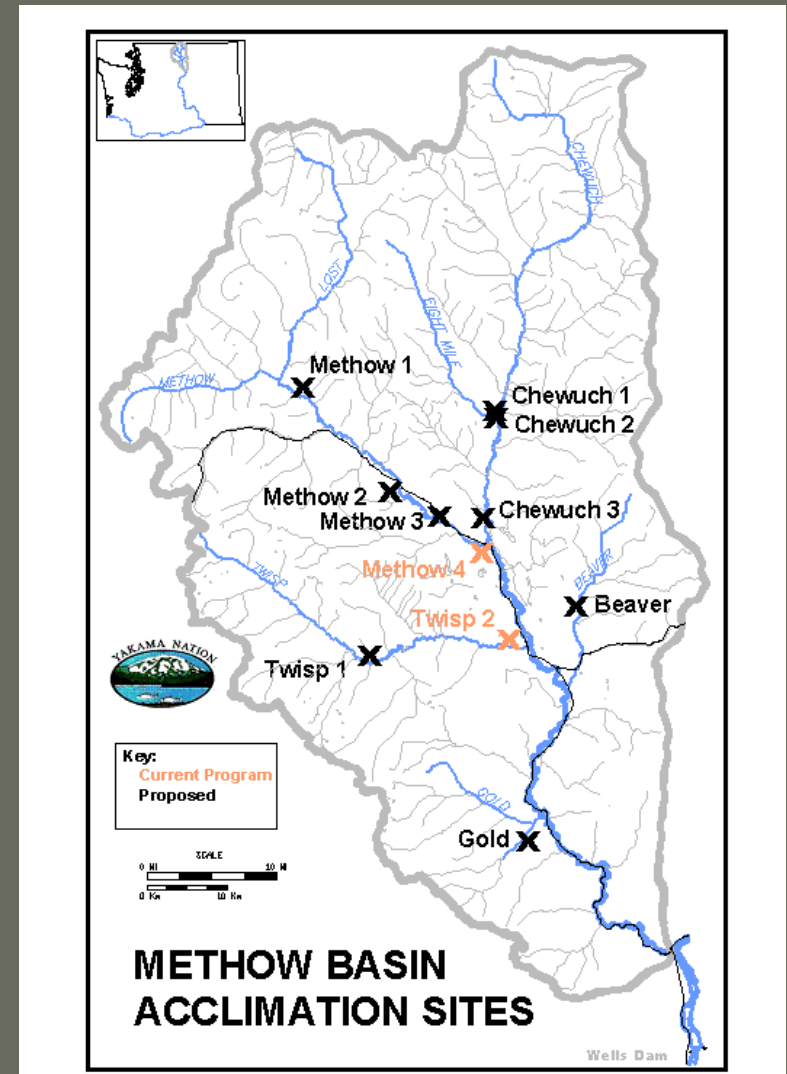 CHEWUCH
LOST
EIGHT MILE
METHOW
Methow 1
Chewuch 1
Chewuch 2
Methow 2
Methow 3
Chewuch 3
Methow 4
BEAVER
Beaver
TWISP
Twisp 2
Twisp 1
YAKAMA NATION
Key:
Current Program
Proposed
GOLD
Gold
SCALE
0 MI 10 MI
0 Km 10 Km
METHOW BASIN
ACCLIMATION SITES
Wells Dam